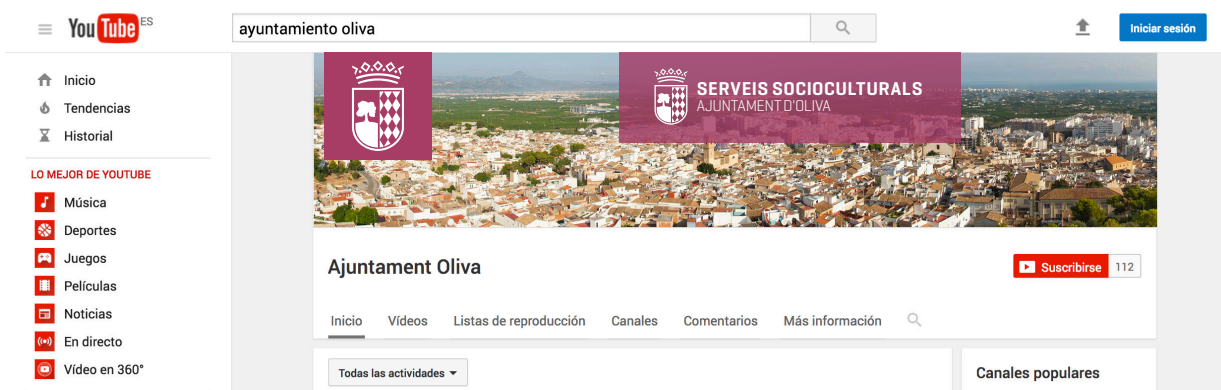 YouTube ES
ayuntamiento oliva
Iniciar sesión
Inicio
Tendencias
Historial
LO MEJOR DE YOUTUBE
Música
Deportes
Juegos
Películas
Noticias
En directo
Vídeo en 360°
SERVEIS SOCIOCULTURALS
AJUNTAMENT D'OLIVA
Ajuntament Oliva
Suscribirse 112
Inicio Vídeos Listas de reproducción Canales Comentarios Más información
Todas las actividades
Canales populares